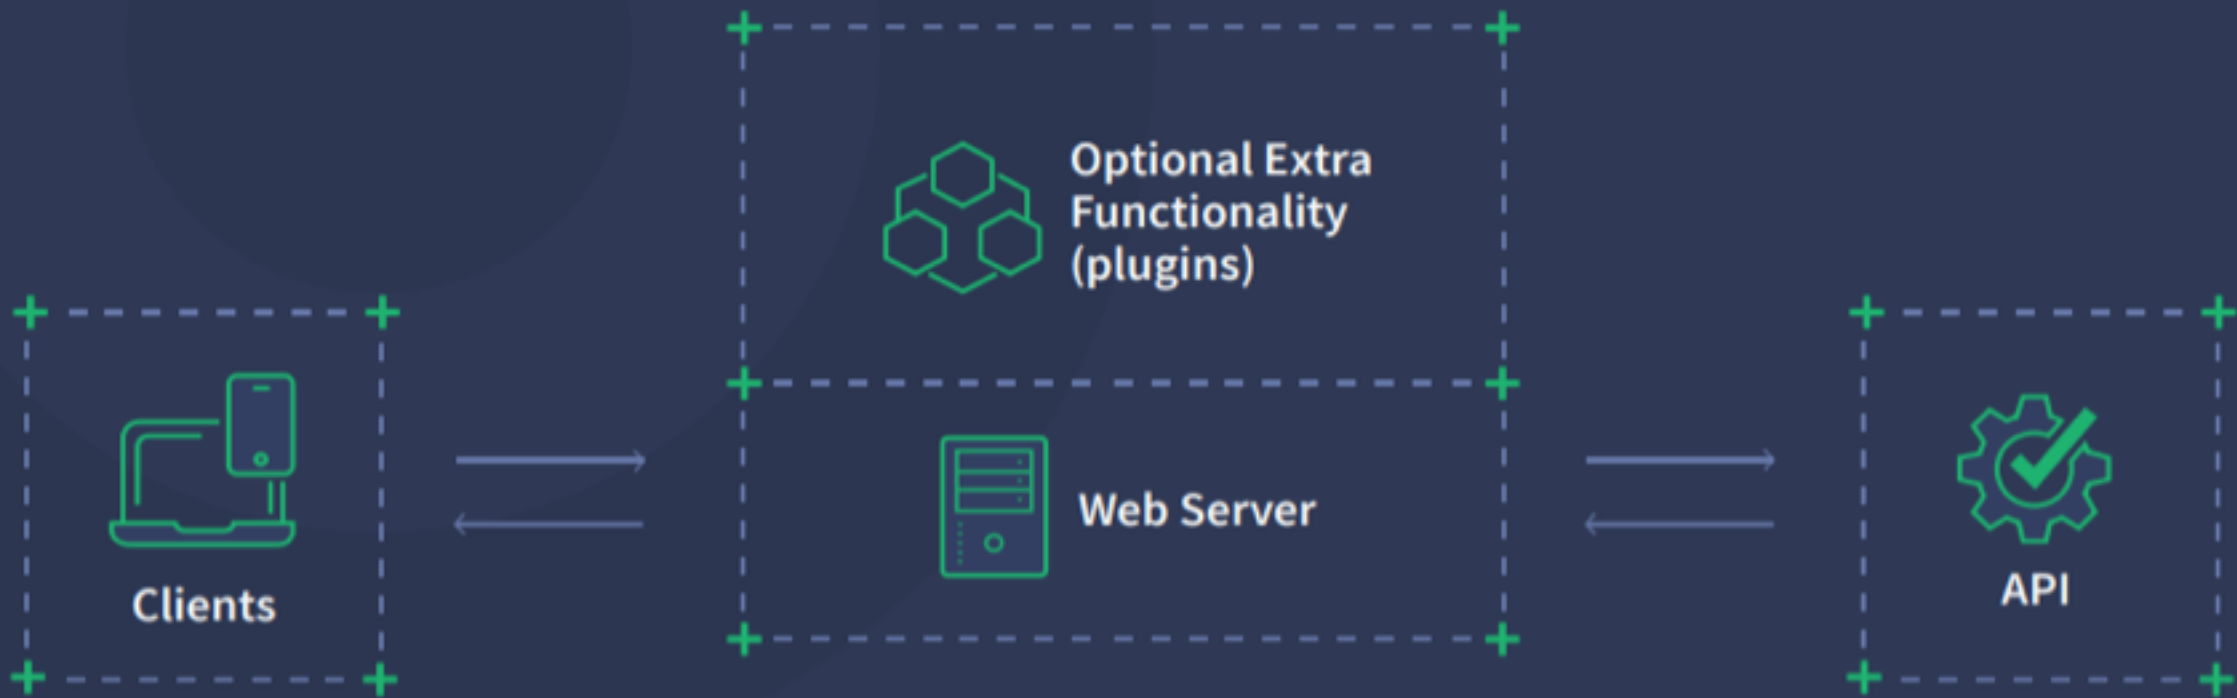 Optional Extra
Functionality
(plugins)
Clients
Web Server
API